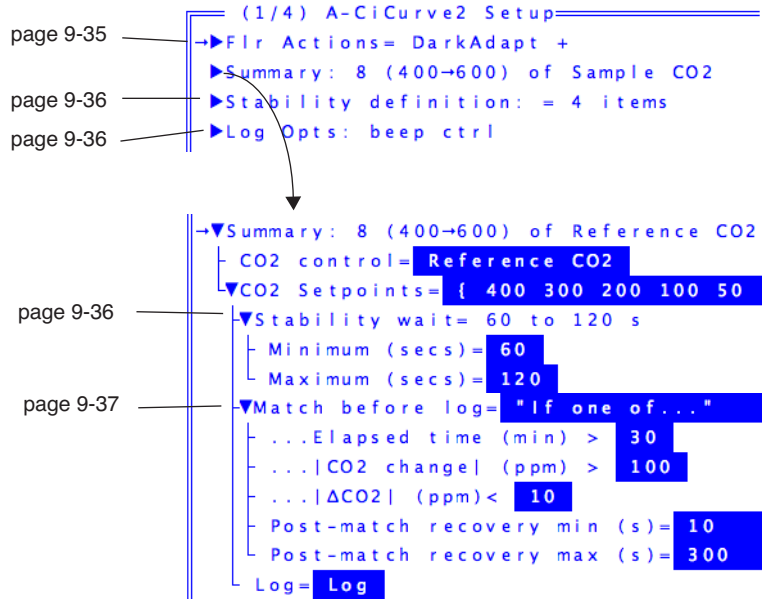 (1/4) A-CiCurve2 Setup
page 9-35
→▶Flr Actions= DarkAdapt +
▶Summary: 8 (400→600) of Sample CO2
page 9-36
▶Stability definition: = 4 items
page 9-36
▶Log Opts: beep ctrl
→▼Summary: 8 (400→600) of Reference CO2
CO2 control= Reference CO2
▼CO2 Setpoints= { 400 300 200 100 50
page 9-36
▼Stability wait= 60 to 120 s
Minimum (secs)= 60
Maximum (secs)= 120
page 9-37
▼Match before log= "If one of..."
...Elapsed time (min) > 30
...|CO2 change| (ppm) > 100
...|ΔCO2| (ppm)< 10
Post-match recovery min (s)= 10
Post-match recovery max (s)= 300
Log= Log